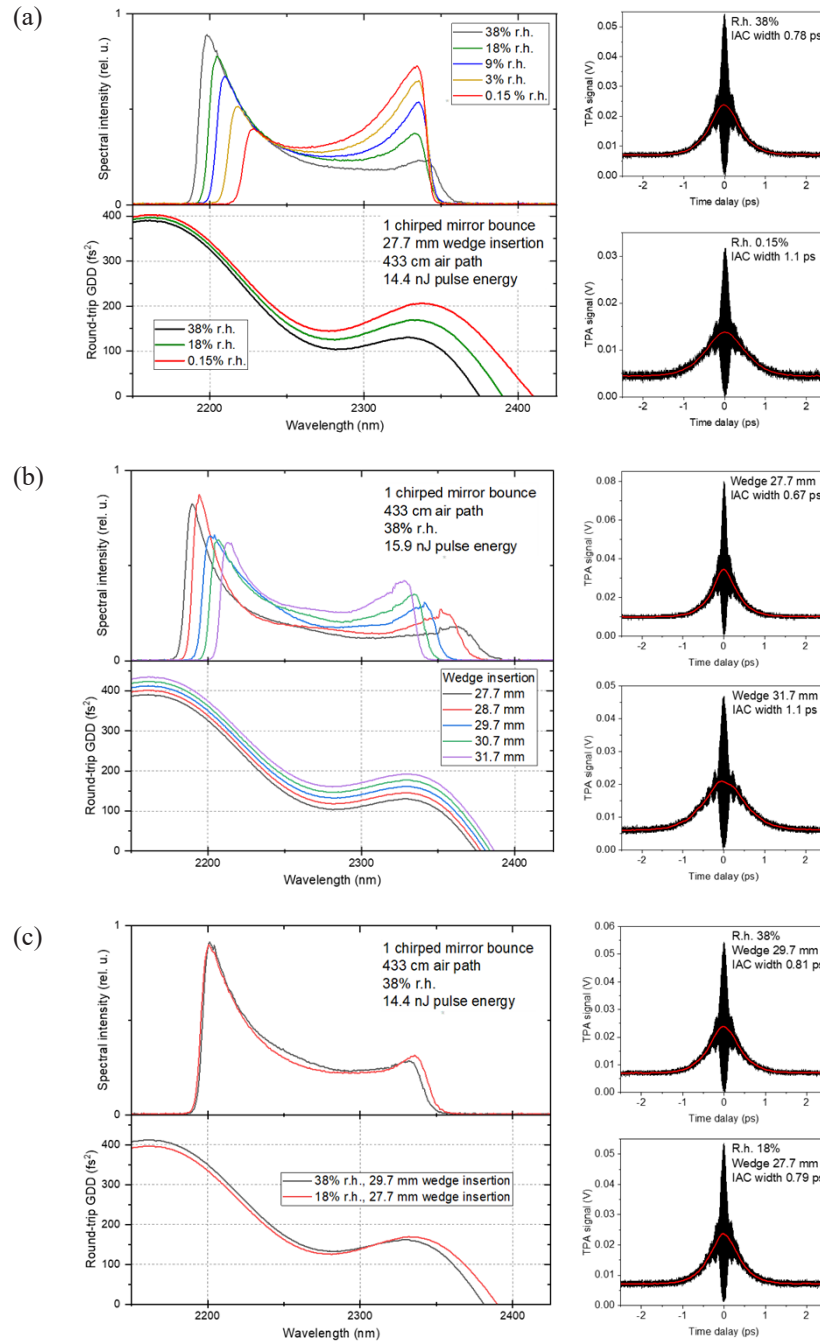 (a)
1
Spectral intensity (rel. u.)
0
38% r.h.
18% r.h.
9% r.h.
3% r.h.
0.15 % r.h.
400
300
200
100
0
Round-trip GDD (fs²)
1 chirped mirror bounce
27.7 mm wedge insertion
433 cm air path
14.4 nJ pulse energy
38% r.h.
18% r.h.
0.15% r.h.
2200
2300
2400
Wavelength (nm)
0.05
0.04
0.03
0.02
0.01
0.00
TPA signal (V)
R.h. 38%
IAC width 0.78 ps
-2
-1
0
1
2
Time dalay (ps)
0.03
0.02
0.01
0.00
TPA signal (V)
R.h. 0.15%
IAC width 1.1 ps
-2
-1
0
1
2
Time dalay (ps)
(b)
1
Spectral intensity (rel. u.)
0
1 chirped mirror bounce
433 cm air path
38% r.h.
15.9 nJ pulse energy
400
300
200
100
0
Round-trip GDD (fs²)
Wedge insertion
27.7 mm
28.7 mm
29.7 mm
30.7 mm
31.7 mm
2200
2300
2400
Wavelength (nm)
0.08
0.06
0.04
0.02
0.00
TPA signal (V)
Wedge 27.7 mm
IAC width 0.67 ps
-2
-1
0
1
2
Time dalay (ps)
0.05
0.04
0.03
0.02
0.01
0.00
TPA signal (V)
Wedge 31.7 mm
IAC width 1.1 ps
-2
-1
0
1
2
Time dalay (ps)
(c)
1
Spectral intensity (rel. u.)
0
1 chirped mirror bounce
433 cm air path
38% r.h.
14.4 nJ pulse energy
400
300
200
100
0
Round-trip GDD (fs²)
38% r.h., 29.7 mm wedge insertion
18% r.h., 27.7 mm wedge insertion
2200
2300
2400
Wavelength (nm)
0.06
0.05
0.04
0.03
0.02
0.01
0.00
TPA signal (V)
R.h. 38%
Wedge 29.7 mm
IAC width 0.81 ps
-2
-1
0
1
2
Time dalay (ps)
0.05
0.04
0.03
0.02
0.01
0.00
TPA signal (V)
R.h. 18%
Wedge 27.7 mm
IAC width 0.79 ps
-2
-1
0
1
2
Time dalay (ps)